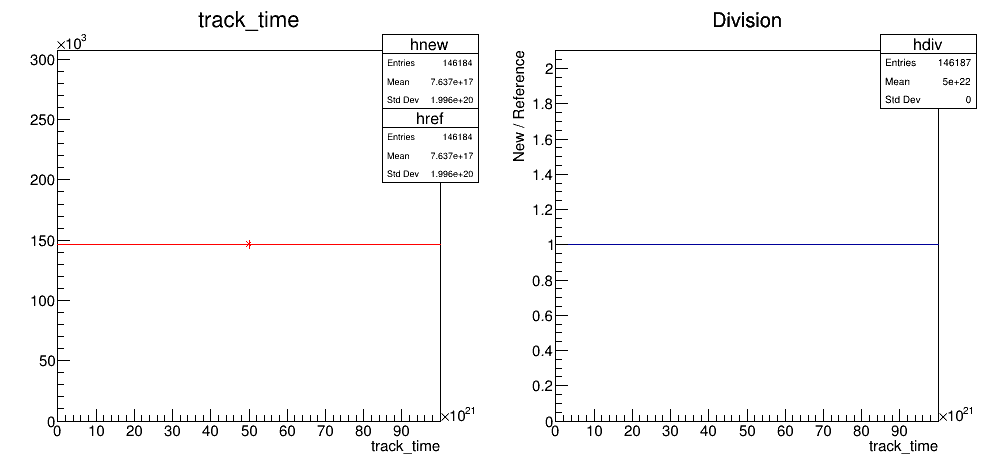 track_time
×10³
300
250
200
150
100
50
0
0 10 20 30 40 50 60 70 80 90
×10²¹
track_time
hnew
Entries 146184
Mean 7.637e+17
Std Dev 1.996e+20
href
Entries 146184
Mean 7.637e+17
Std Dev 1.996e+20
Division
New / Reference
2
1.8
1.6
1.4
1.2
1
0.8
0.6
0.4
0.2
0
0 10 20 30 40 50 60 70 80 90
×10²¹
track_time
hdiv
Entries 146187
Mean 5e+22
Std Dev 0